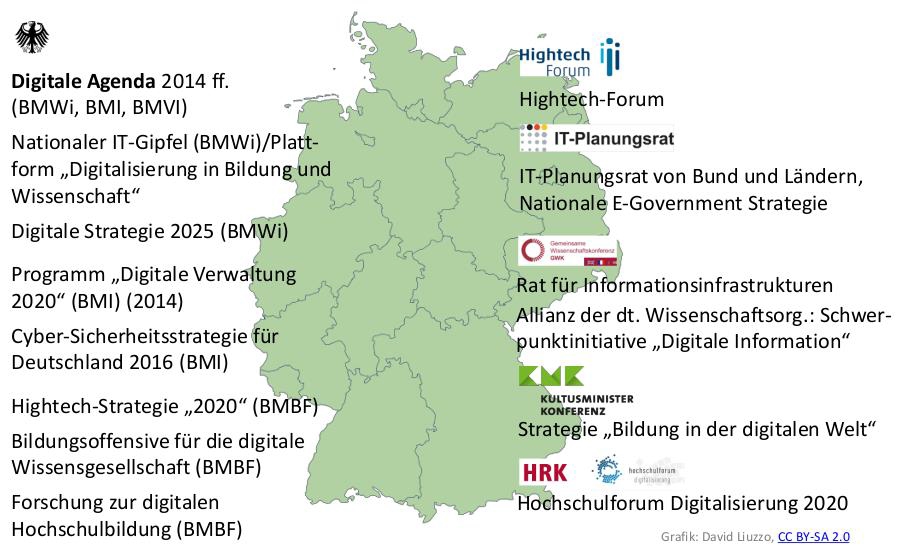 Digitale Agenda 2014 ff.
(BMWi, BMI, BMVI)
Nationaler IT-Gipfel (BMWi)/Platt-
form „Digitalisierung in Bildung und
Wissenschaft“
Digitale Strategie 2025 (BMWi)
Programm „Digitale Verwaltung
2020“ (BMI) (2014)
Cyber-Sicherheitsstrategie für
Deutschland 2016 (BMI)
Hightech-Strategie „2020“ (BMBF)
Bildungsoffensive für die digitale
Wissensgesellschaft (BMBF)
Forschung zur digitalen
Hochschulbildung (BMBF)
Hightech
Forum
Hightech-Forum
IT-Planungsrat
IT-Planungsrat von Bund und Ländern,
Nationale E-Government Strategie
Gemeinsame
Wissenschaftskonferenz
GWK
Rat für Informationsinfrastrukturen
Allianz der dt. Wissenschaftsorg.: Schwer-
punktinitiative „Digitale Information“
KMK
KULTUSMINISTER
KONFERENZ
Strategie „Bildung in der digitalen Welt“
HRK
hochschulforum
digitalisierung
Hochschulforum Digitalisierung 2020
Grafik: David Liuzzo, CC BY-SA 2.0